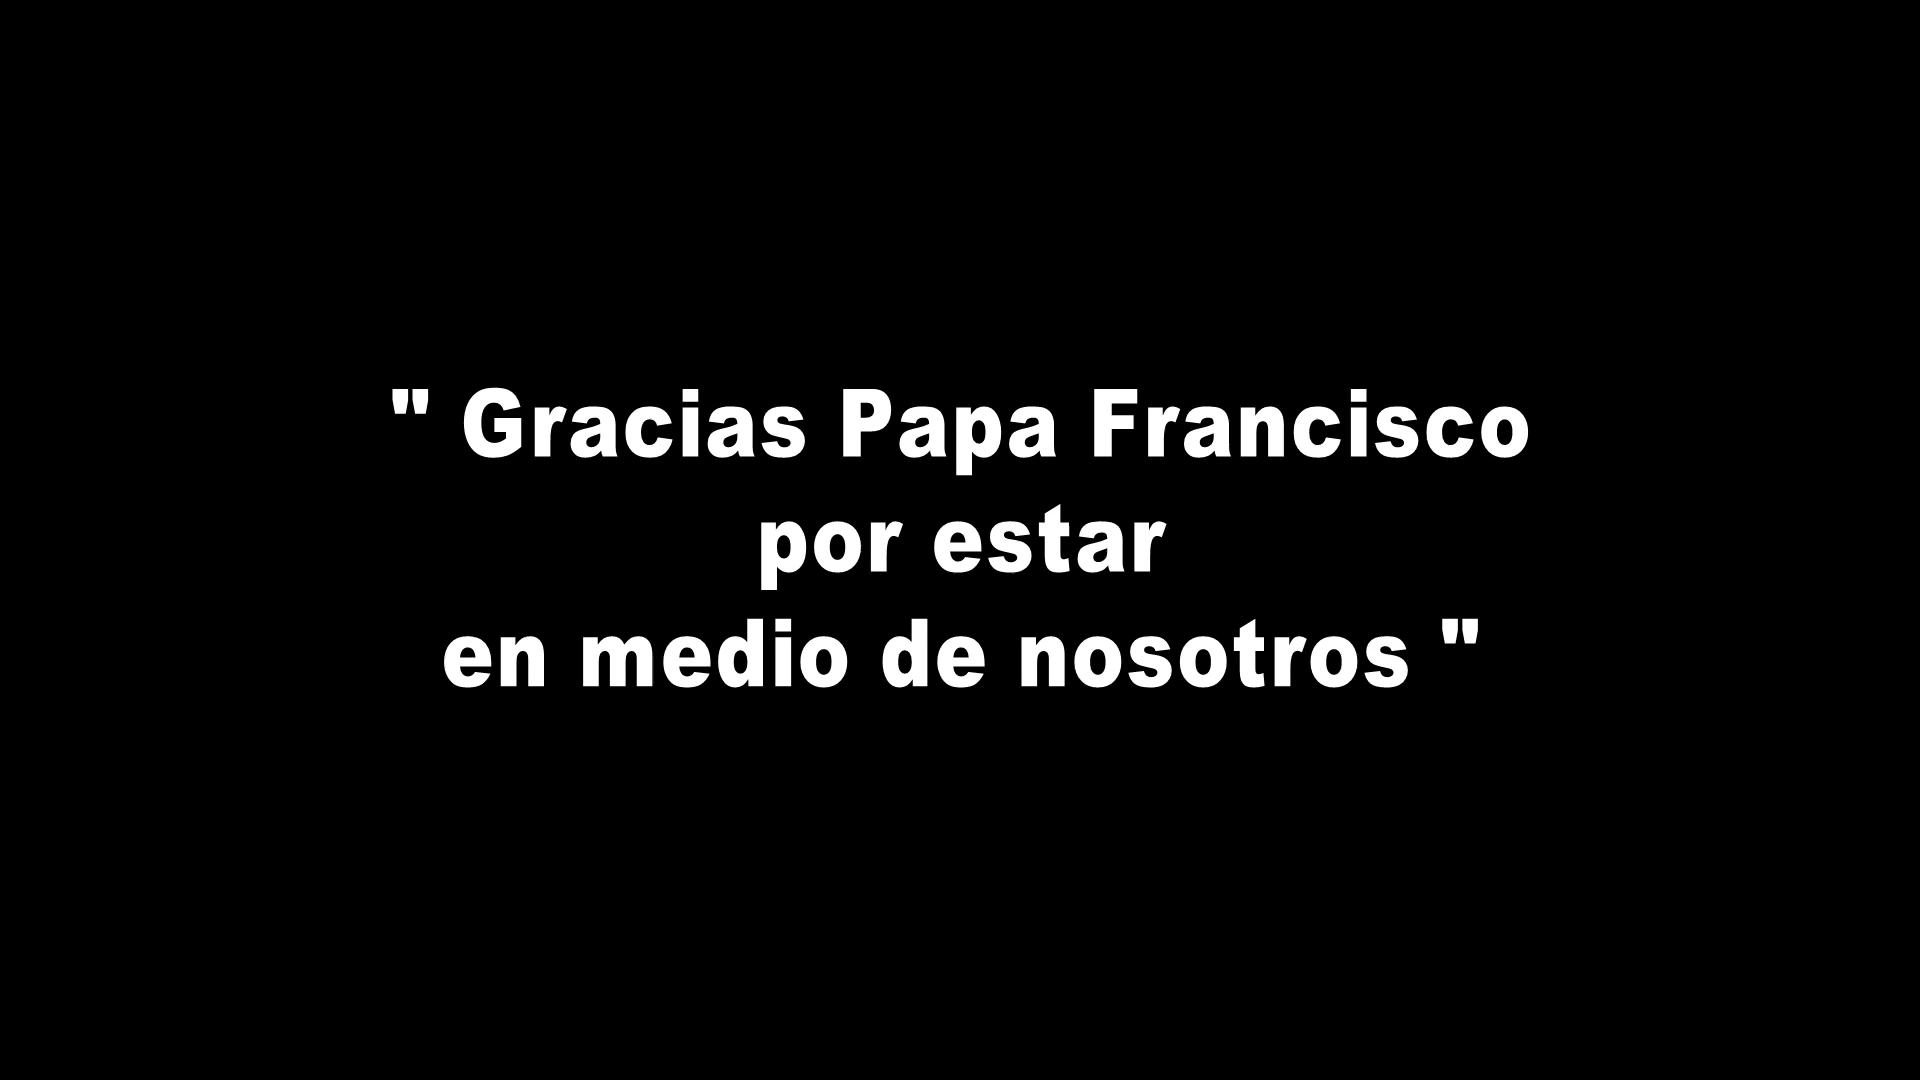 " Gracias Papa Francisco
por estar
en medio de nosotros "